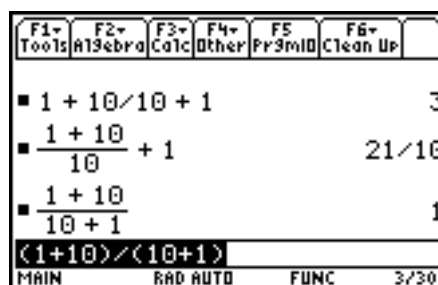 F1 F2 F3 F4 F5 F6
Tools Algebra Calc Other PrgmIO Clean Up
1 + 10/10 + 1 3
1 + 10
10
+ 1 21/10
1 + 10
10 + 1
1
(1+10)/(10+1)
MAIN RAD AUTO FUNC 3/30